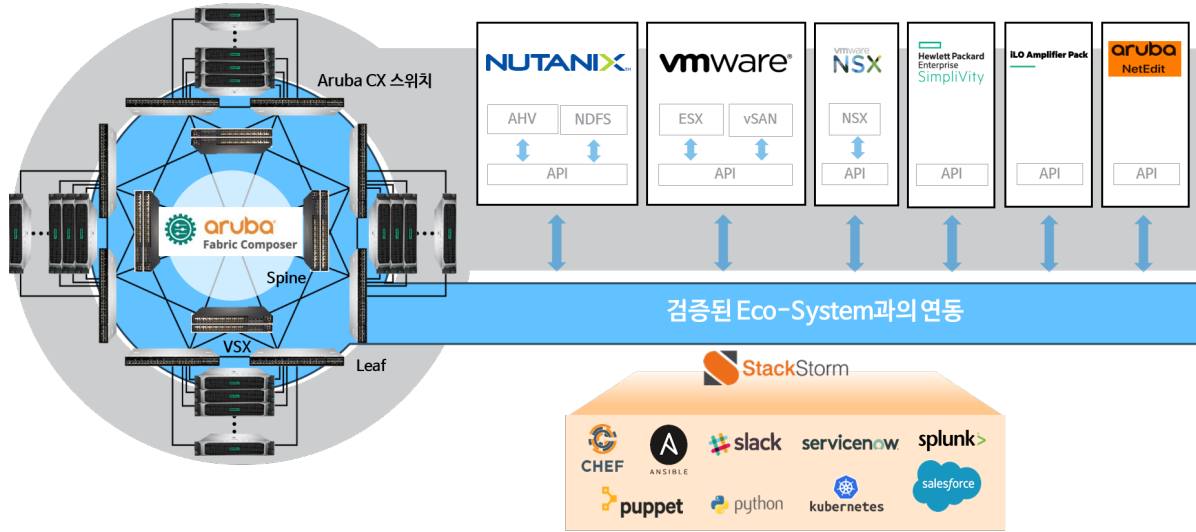 Aruba CX 스위치
aruba
Fabric Composer
Spine
VSX
Leaf
NUTANIX
AHV
NDFS
API
vmware®
ESX
vSAN
API
vmware
NSX
NSX
API
Hewlett Packard
Enterprise
SimpliVity
API
iLO Amplifier Pack
API
aruba
NetEdit
API
검증된 Eco-System과의 연동
StackStorm
CHEF
ANSIBLE
slack
servicenow
splunk>
puppet
python
kubernetes
salesforce